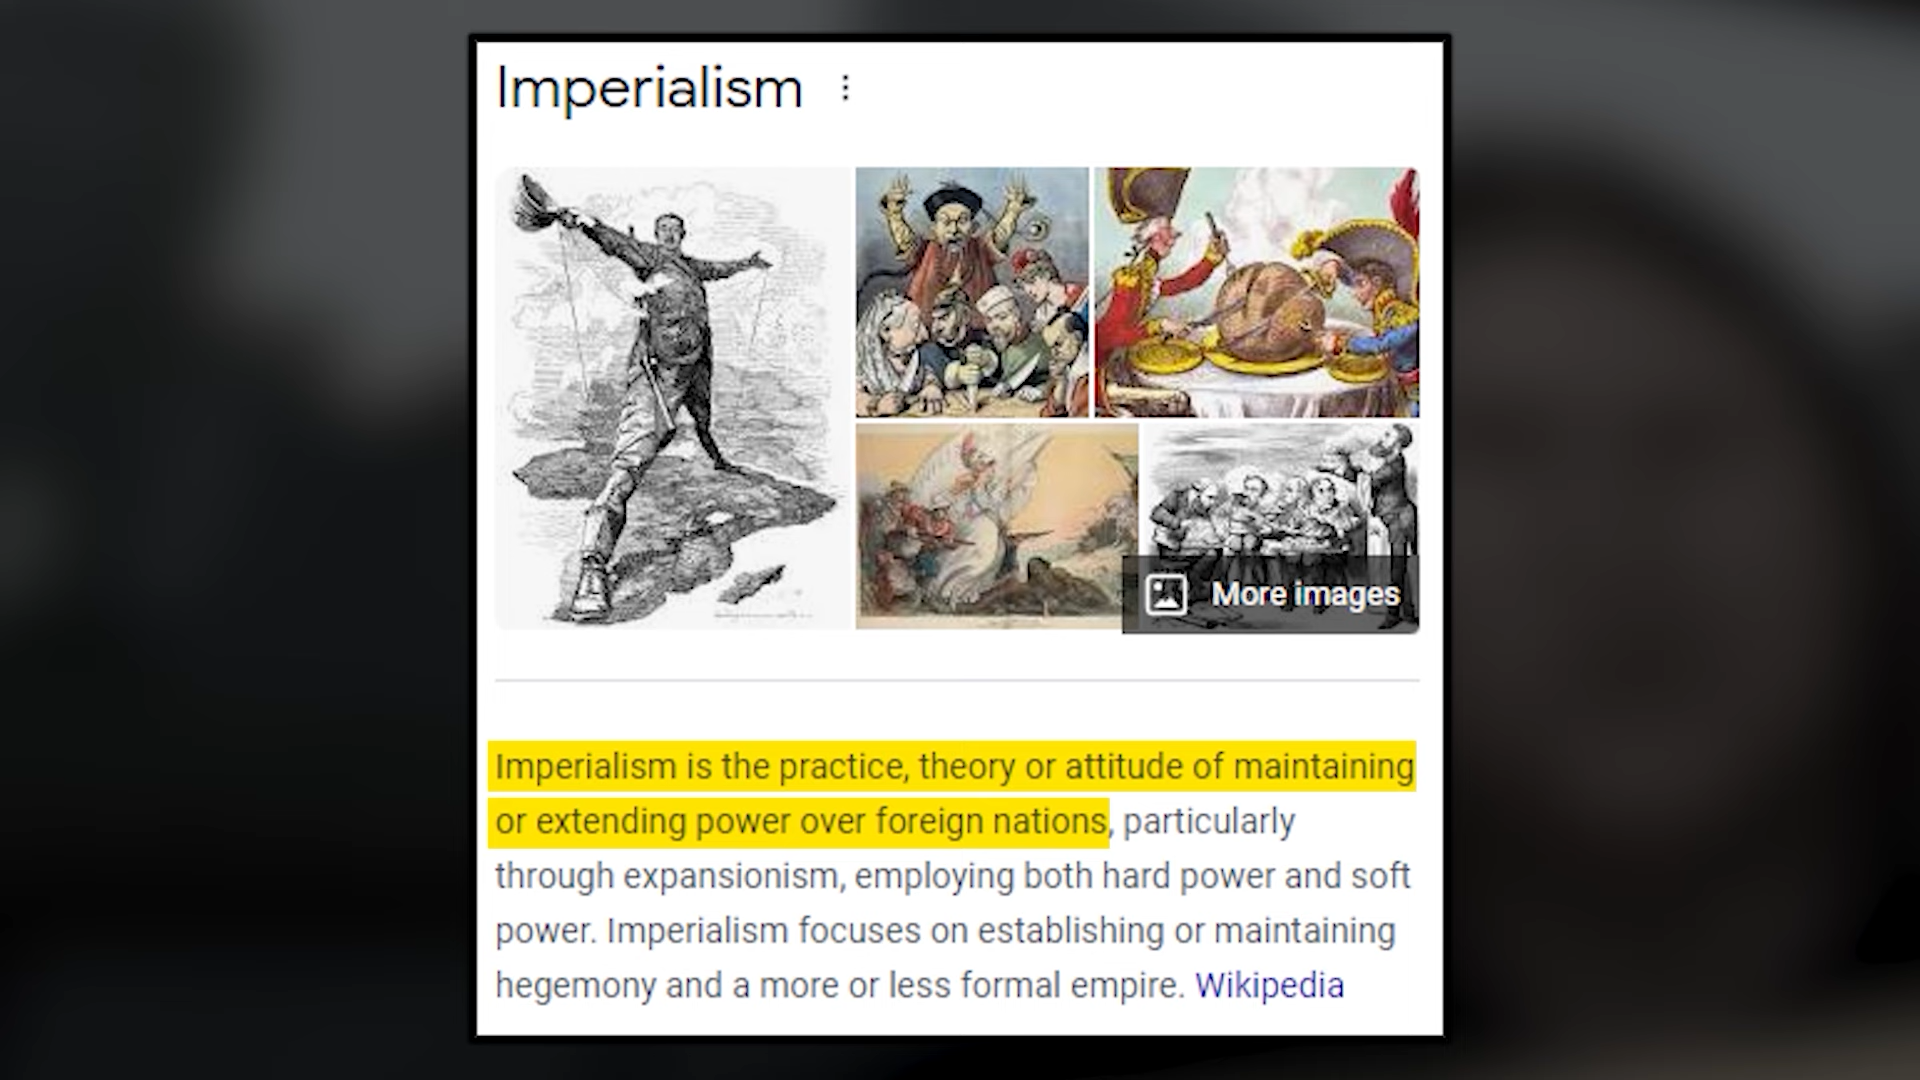 Imperialism
More images
Imperialism is the practice, theory or attitude of maintaining
or extending power over foreign nations, particularly
through expansionism, employing both hard power and soft
power. Imperialism focuses on establishing or maintaining
hegemony and a more or less formal empire. Wikipedia